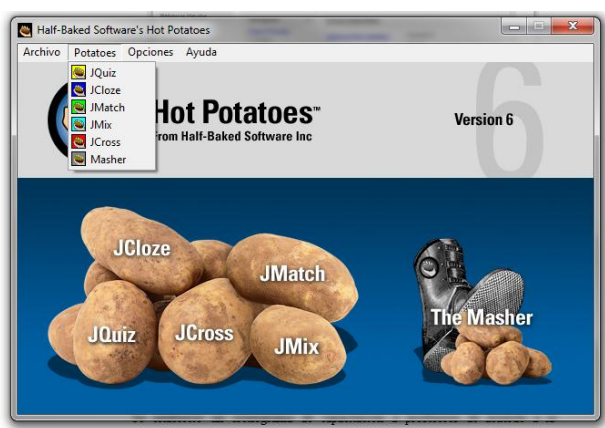 Half-Baked Software's Hot Potatoes
Archivo Potatoes Opciones Ayuda
JQuiz
JCloze
JMatch
JMix
JCross
Masher
Hot Potatoes™
From Half-Baked Software Inc
Version 6
6
JCloze
JMatch
JQuiz
JCross
JMix
The Masher